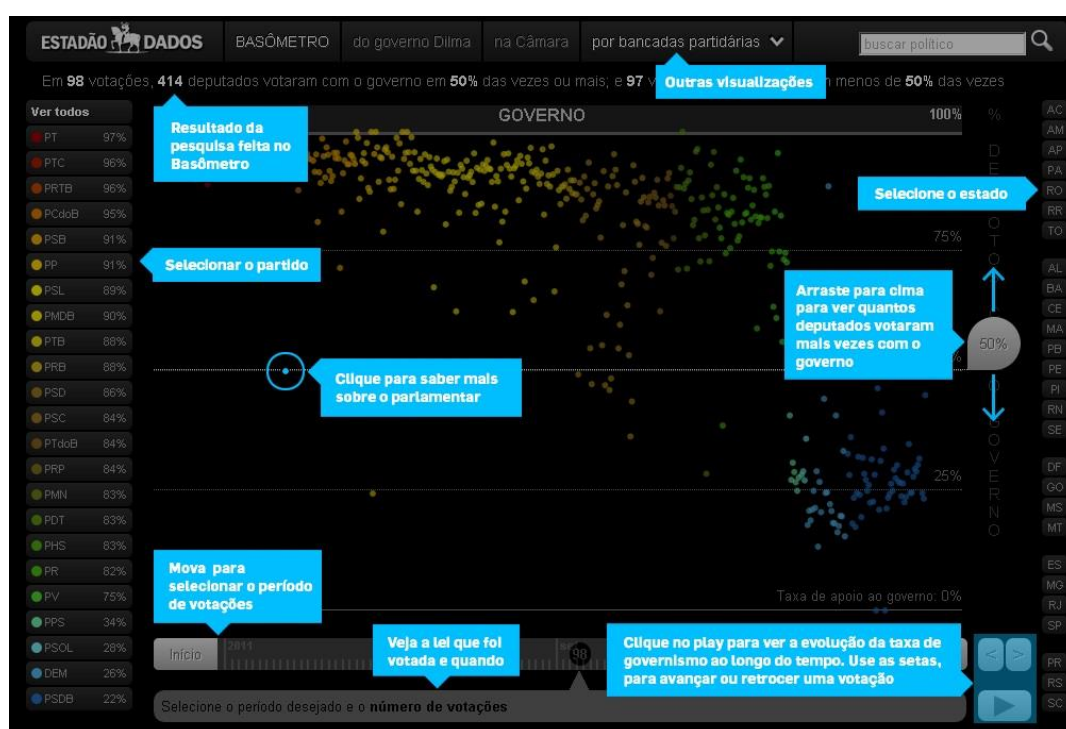 ESTADÃO DADOS
BASÔMETRO
do governo Dilma
na Câmara
por bancadas partidárias
buscar político
Em 98 votações, 414 deputados votaram com o governo em 50% das vezes ou mais; e 97 v
m menos de 50% das vezes
Outras visualizações
Ver todos
PT 97%
PTC 96%
PRTB 96%
PCdoB 95%
PSB 91%
PP 91%
PSL 89%
PMDB 90%
PTB 86%
PRB 88%
PSD 86%
PSC 84%
PTdoB 84%
PRP 84%
PMN 83%
PDT 83%
PHS 83%
PR 82%
PV 75%
PPS 34%
PSOL 28%
DEM 26%
PSDB 22%
Resultado da
pesquisa feita no
Basômetro
GOVERNO
100%
%
D
E
O
T
O
75%
Selecionar o partido
Selecione o estado
Arraste para cima
para ver quantos
deputados votaram
mais vezes com o
governo
50%
%
Clique para saber mais
sobre o parlamentar
O
G
O
V
E
R
N
O
25%
Taxa de apoio ao governo: 0%
Mova para
selecionar o período
de votações
Início
2011
98
Veja a lei que foi
votada e quando
Clique no play para ver a evolução da taxa de
governismo ao longo do tempo. Use as setas,
para avançar ou retrocer uma votação
< >
Selecione o período desejado e o número de votações
AC
AM
AP
PA
RO
RR
TO
AL
BA
CE
MA
PB
PE
PI
RN
SE
DF
GO
MS
MT
ES
MG
RJ
SP
PR
RS
SC